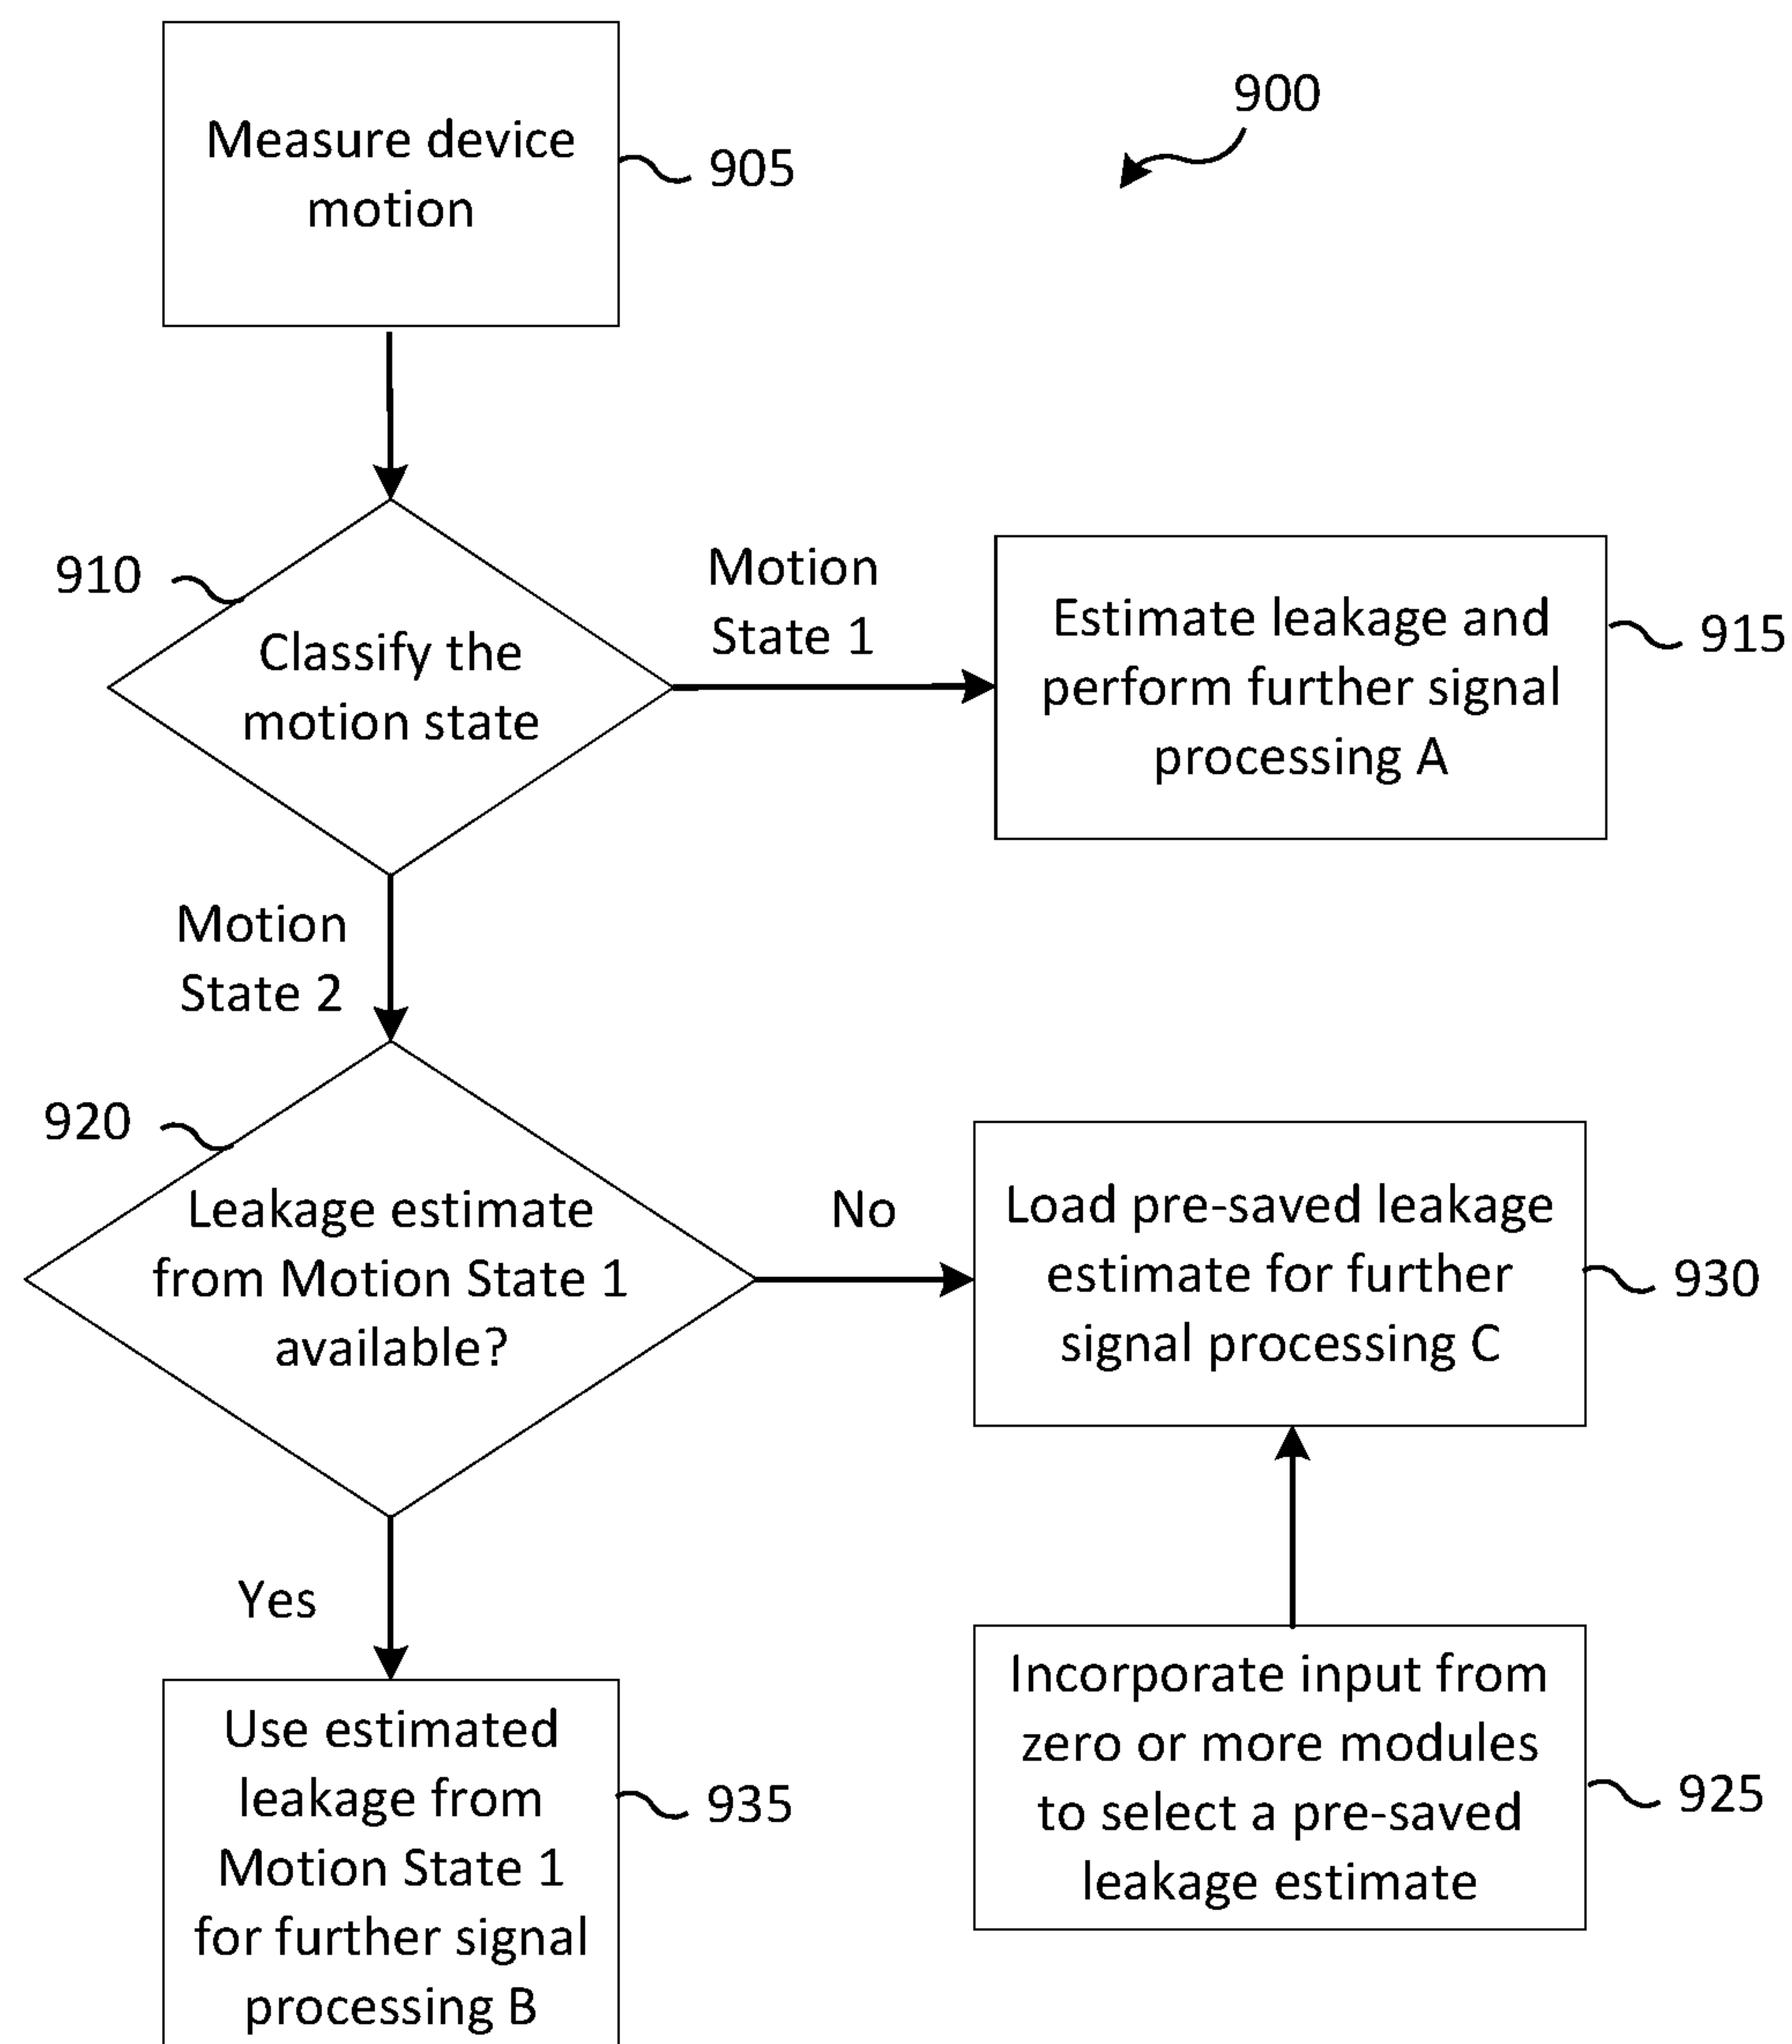 900
Measure device
motion
905
910
Classify the
motion state
Motion
State 1
Estimate leakage and
perform further signal
processing A
915
Motion
State 2
920
Leakage estimate
from Motion State 1
available?
No
Load pre-saved leakage
estimate for further
signal processing C
930
Yes
Use estimated
leakage from
Motion State 1
for further signal
processing B
935
Incorporate input from
zero or more modules
to select a pre-saved
leakage estimate
925